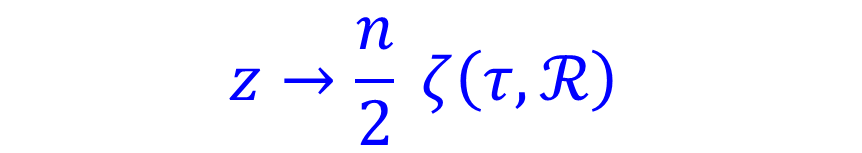 z → n/2 ζ(τ, ℛ)